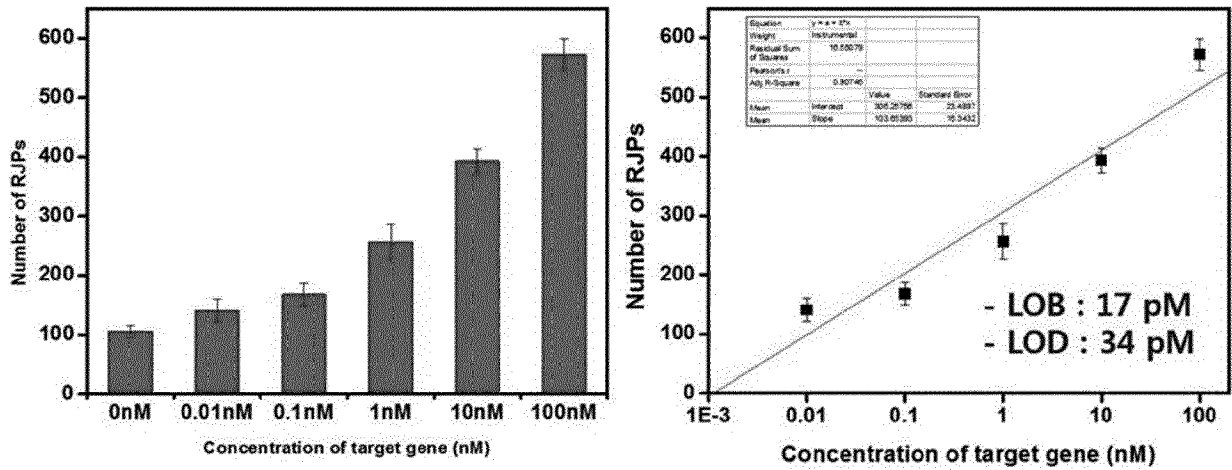 600
500
400
300
200
100
0
Number of RJPs
0nM 0.01nM 0.1nM 1nM 10nM 100nM
Concentration of target gene (nM)
Equation y = a + b*x
Weight Instrumental
Residual Sum of Squares
Pearson's r --
Adj. R-Square
Value Standard Error
Mean Intercept
Mean Slope
600
500
400
300
200
100
0
Number of RJPs
- LOB : 17 pM
- LOD : 34 pM
1E-3 0.01 0.1 1 10 100
Concentration of target gene (nM)